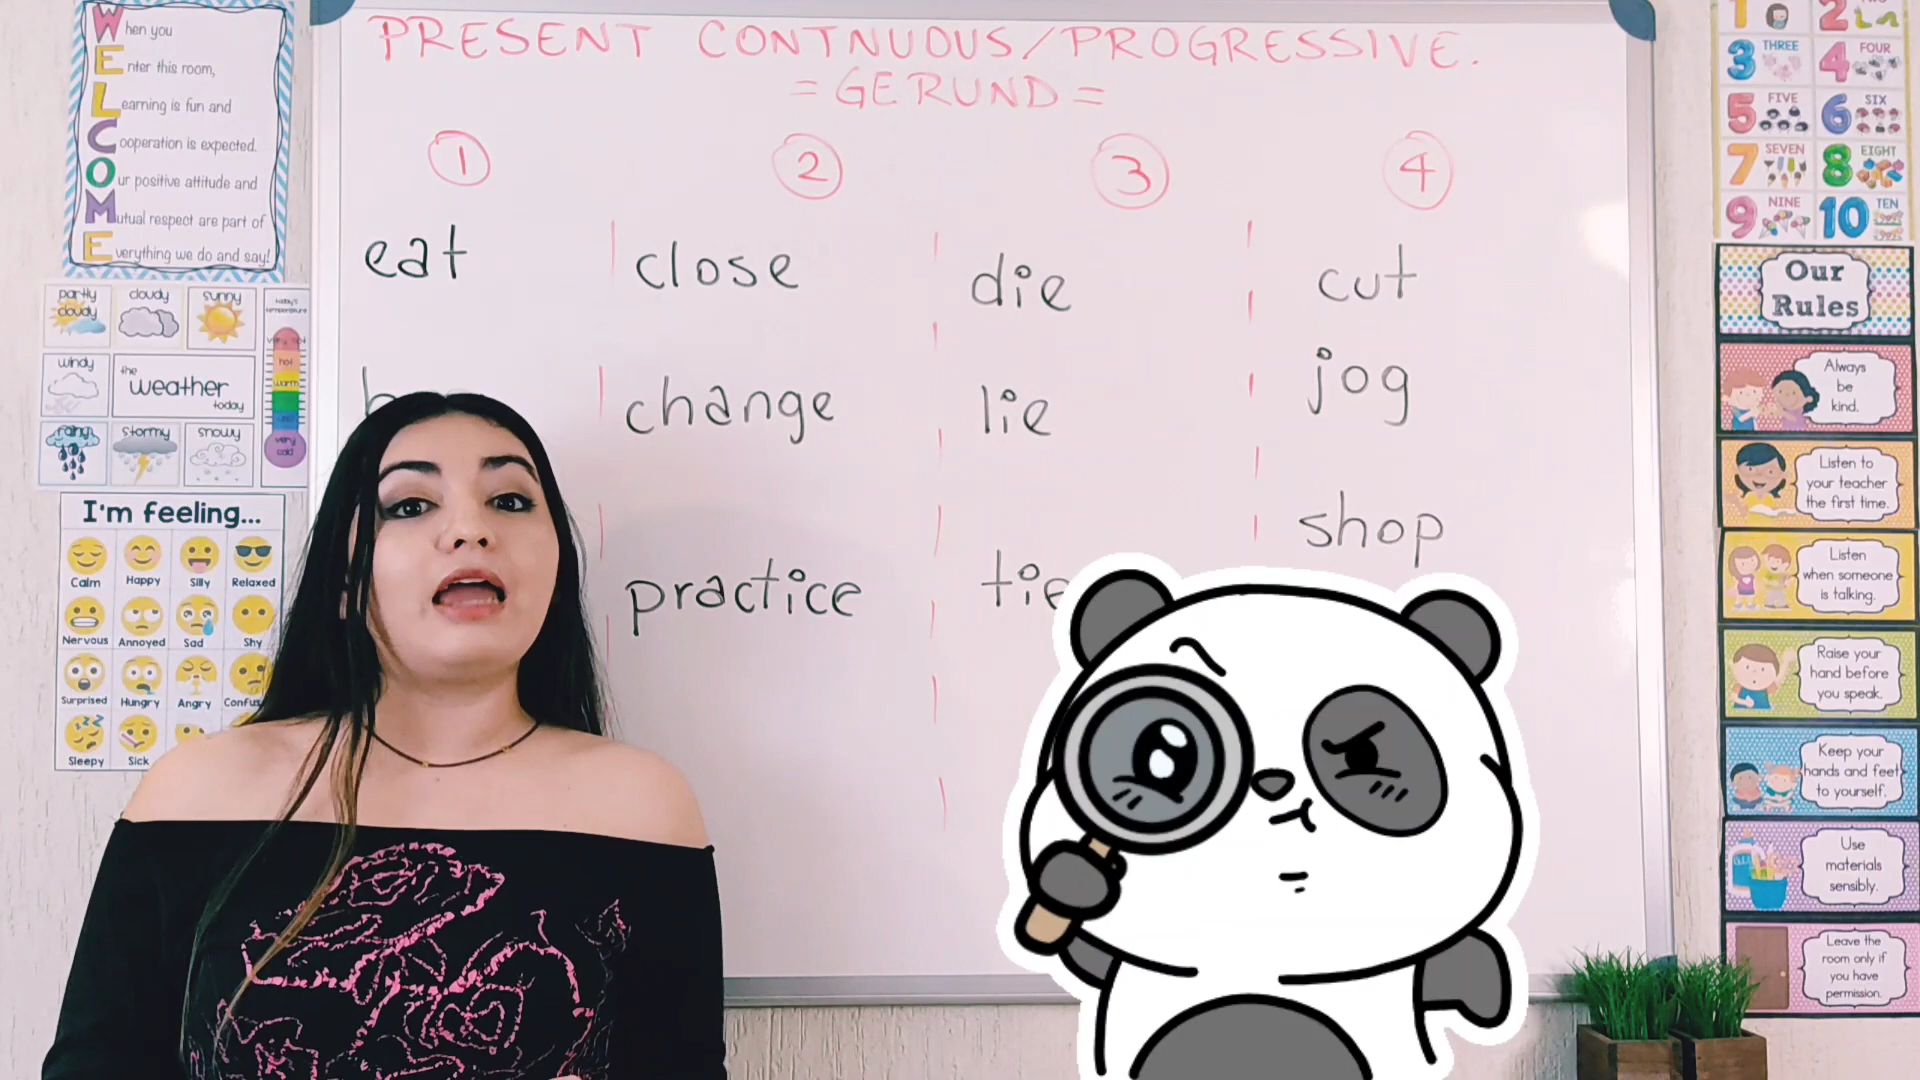 When you
Enter this room,
Learning is fun and
Cooperation is expected.
Our positive attitude and
Mutual respect are part of
Everything we do and say!
partly cloudy
cloudy
sunny
today's temperature
windy
the weather today
hot
warm
rainy
stormy
snowy
very cold
I'm feeling...
Calm Happy Silly Relaxed
Nervous Annoyed Sad Shy
Surprised Hungry Angry
Sleepy Sick
PRESENT CONTNUOUS/PROGRESSIVE.
=GERUND=
1 2 3 4
eat close die cut
change lie jog
practice shop
1 2
3 THREE 4 FOUR
5 FIVE 6 SIX
7 SEVEN 8 EIGHT
9 NINE 10 TEN
Our
Rules
Always
be
kind.
Listen to
your teacher
the first time.
Listen
when someone
is talking.
Raise your
hand before
you speak.
Keep your
hands and feet
to yourself.
Use
materials
sensibly.
Leave the
room only if
you have
permission.